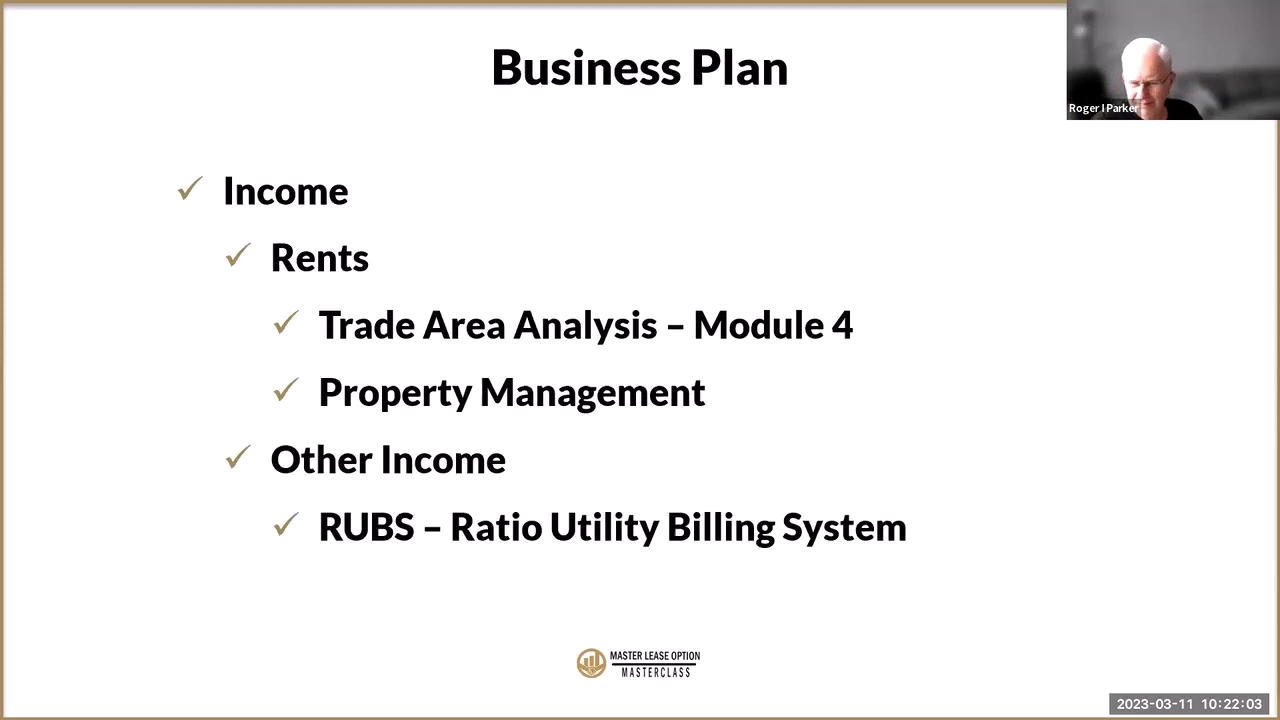 Business Plan
Roger I Parker
✓ Income
✓ Rents
✓ Trade Area Analysis – Module 4
✓ Property Management
✓ Other Income
✓ RUBS – Ratio Utility Billing System
MASTER LEASE OPTION
MASTERCLASS
2023-03-11 10:22:03